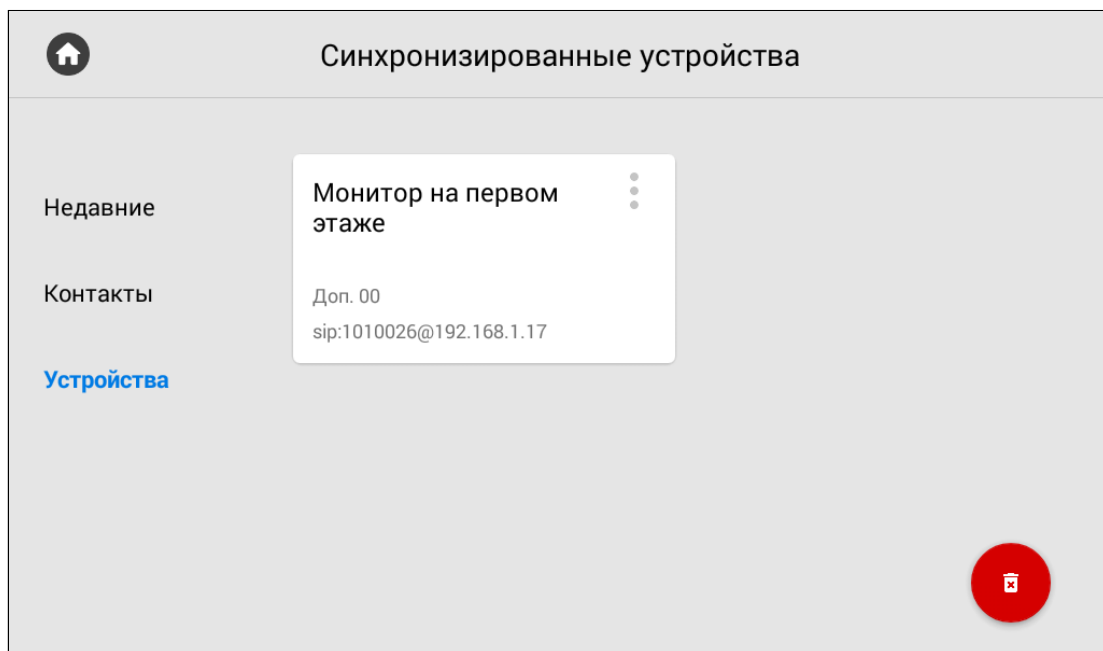 Синхронизированные устройства
Недавние
Контакты
Устройства
Монитор на первом
этаже
Доп. 00
sip:1010026@192.168.1.17